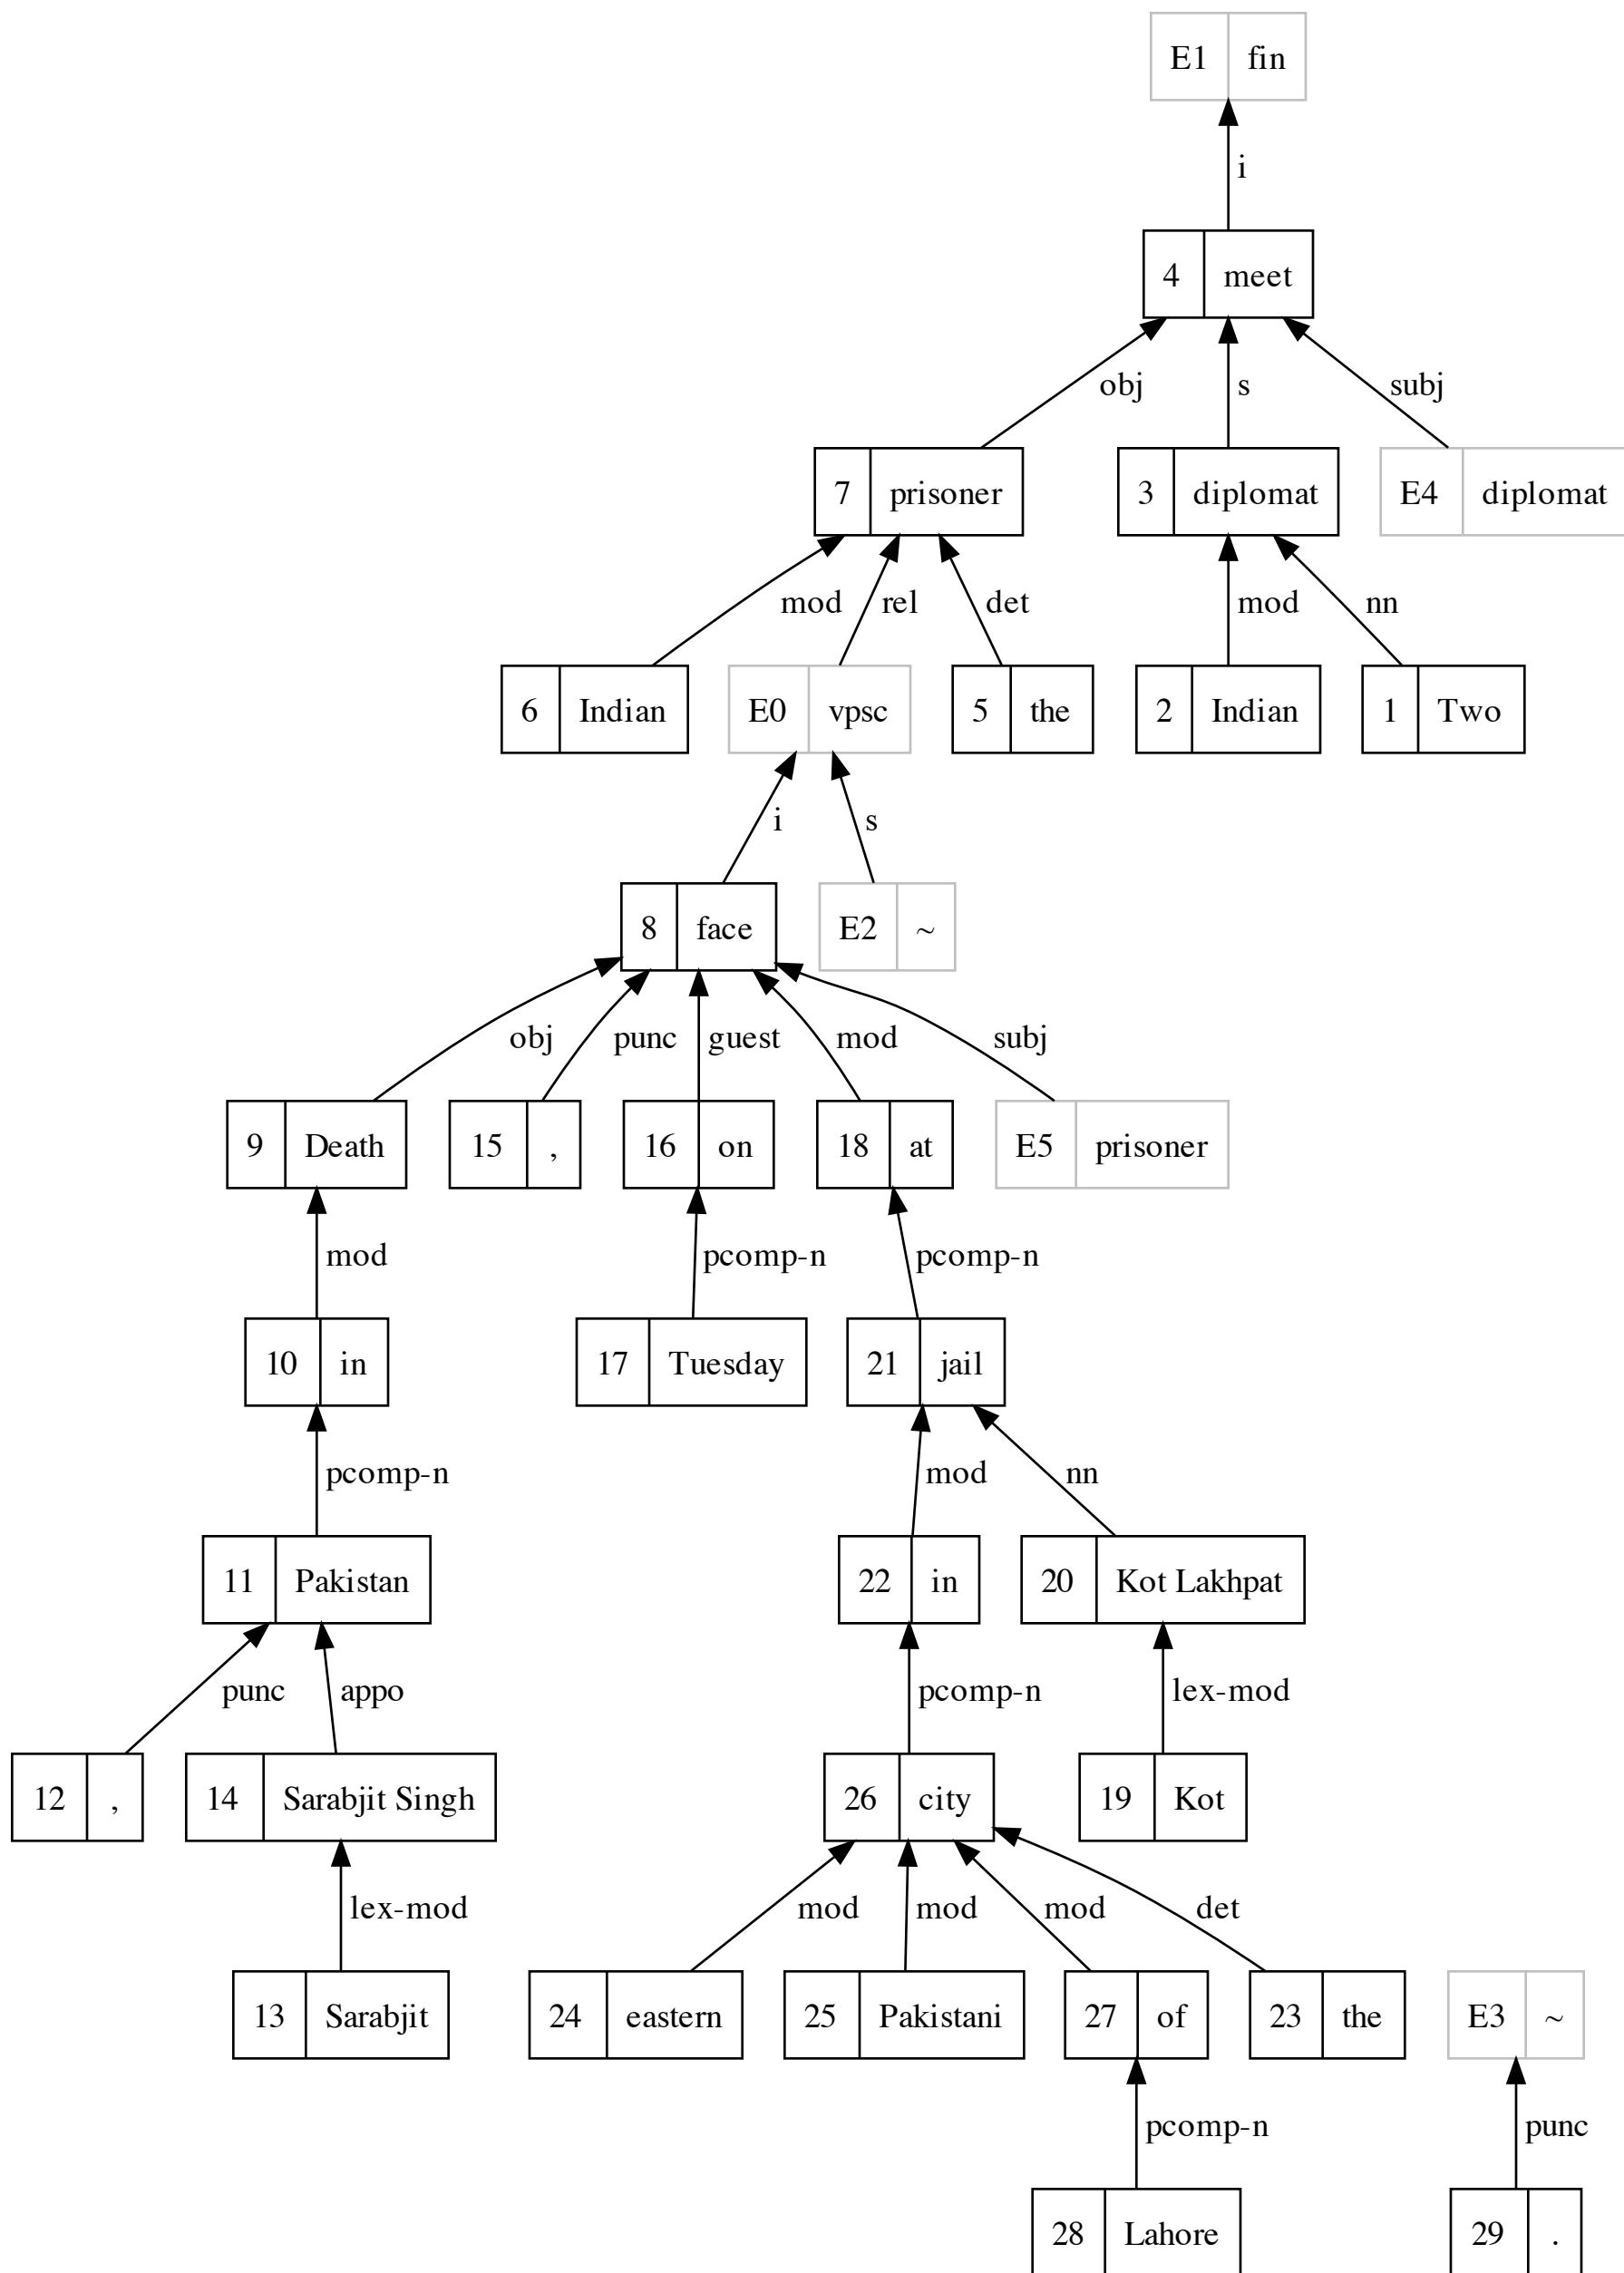 E1 fin
i
4 meet
obj s subj
7 prisoner 3 diplomat E4 diplomat
mod rel det mod nn
6 Indian E0 vpsc 5 the 2 Indian 1 Two
i s
8 face E2 ~
obj punc guest mod subj
9 Death 15 , 16 on 18 at E5 prisoner
mod pcomp-n pcomp-n
10 in 17 Tuesday 21 jail
pcomp-n mod nn
11 Pakistan 22 in 20 Kot Lakhpat
punc appo pcomp-n lex-mod
12 , 14 Sarabjit Singh 26 city 19 Kot
lex-mod mod mod mod det
13 Sarabjit 24 eastern 25 Pakistani 27 of 23 the E3 ~
pcomp-n punc
28 Lahore 29 .